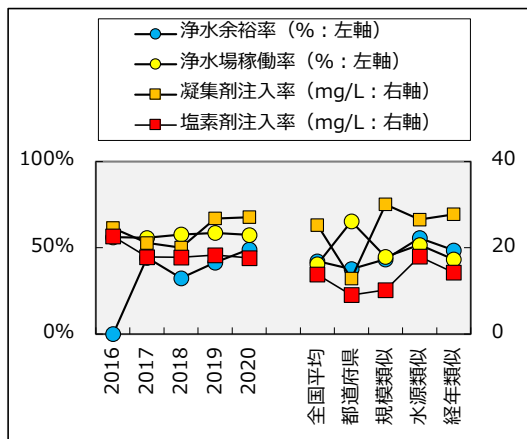 浄水余裕率（%：左軸）
浄水場稼働率（%：左軸）
凝集剤注入率（mg/L：右軸）
塩素剤注入率（mg/L：右軸）
100%
40
50%
20
0%
0
2016
2017
2018
2019
2020
全国平均
都道府県
規模類似
水源類似
経年類似